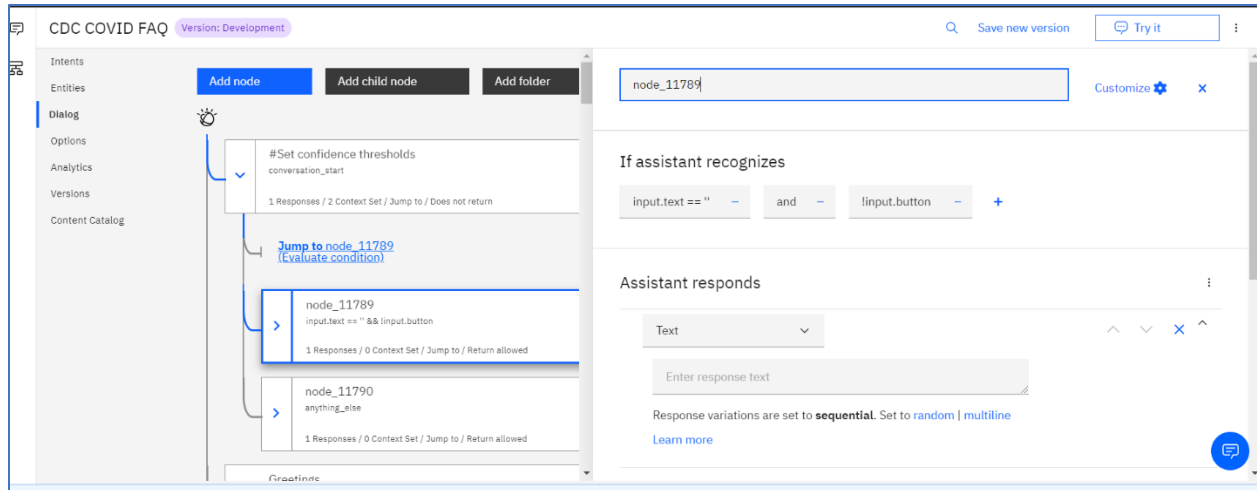 CDC COVID FAQ Version: Development Save new version Try it
Intents
Entities
Dialog
Options
Analytics
Versions
Content Catalog
Add node Add child node Add folder
#Set confidence thresholds
conversation_start
1 Responses / 2 Context Set / Jump to / Does not return
Jump to node_11789
(Evaluate condition)
node_11789
input.text == '' && !input.button
1 Responses / 0 Context Set / Jump to / Return allowed
node_11790
anything_else
1 Responses / 0 Context Set / Jump to / Return allowed
Greetings
node_11789 Customize
If assistant recognizes
input.text == '' and !input.button
Assistant responds
Text
Enter response text
Response variations are set to sequential. Set to random | multiline
Learn more